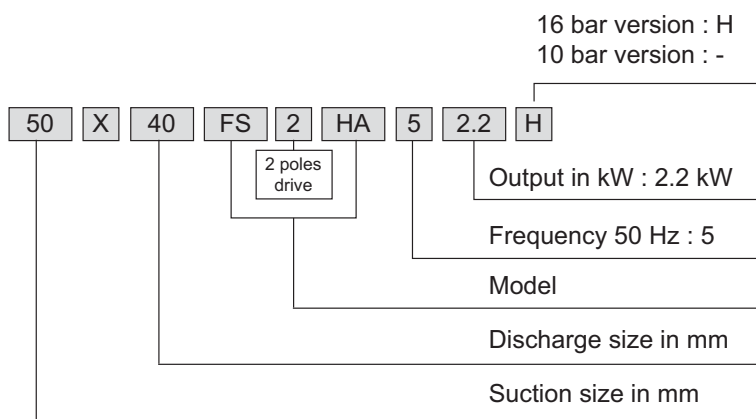 16 bar version : H
10 bar version : -
50 X 40 FS 2 HA 5 2.2 H
2 poles
drive
Output in kW : 2.2 kW
Frequency 50 Hz : 5
Model
Discharge size in mm
Suction size in mm